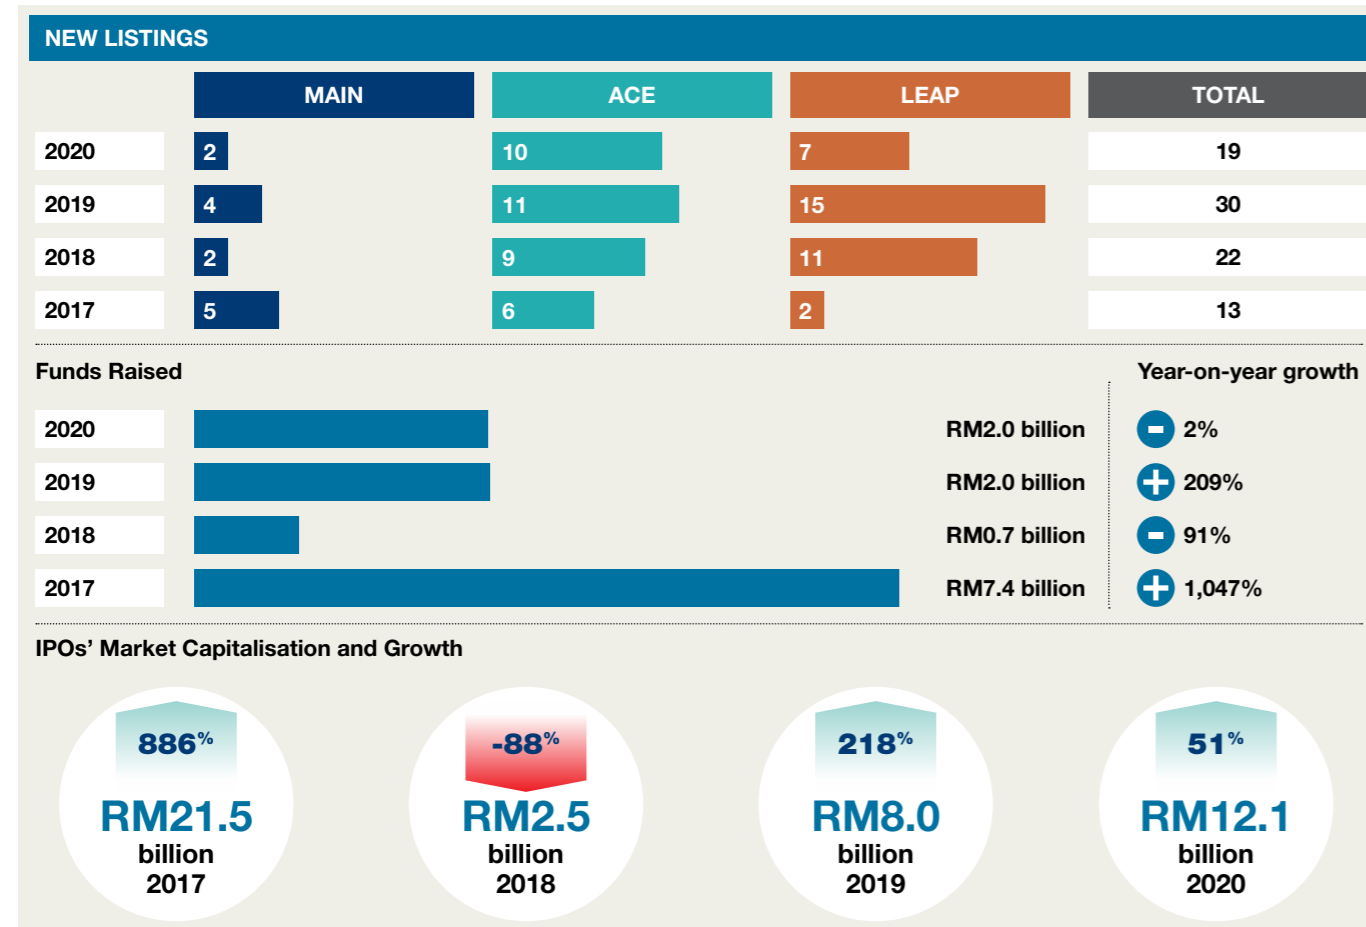 NEW LISTINGS
MAIN ACE LEAP TOTAL
2020 2 10 7 19
2019 4 11 15 30
2018 2 9 11 22
2017 5 6 2 13
Funds Raised Year-on-year growth
2020 RM2.0 billion - 2%
2019 RM2.0 billion + 209%
2018 RM0.7 billion - 91%
2017 RM7.4 billion + 1,047%
IPOs’ Market Capitalisation and Growth
886% -88% 218% 51%
RM21.5 RM2.5 RM8.0 RM12.1
billion billion billion billion
2017 2018 2019 2020